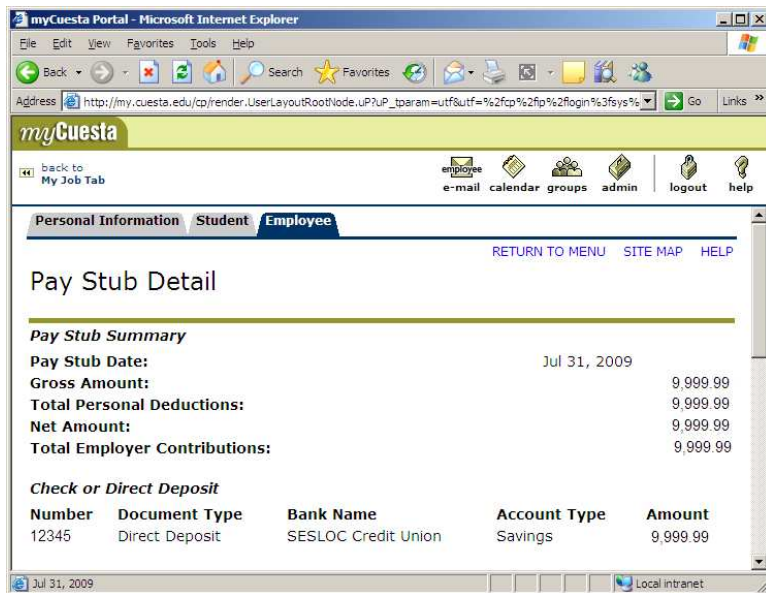 myCuesta Portal - Microsoft Internet Explorer
File Edit View Favorites Tools Help
Back Search Favorites
Address http://my.cuesta.edu/cp/render.UserLayoutRootNode.uP?uP_tparam=utf&utf=%2fcp%2fip%2flogin%3fsys% Go Links »
myCuesta
back to
My Job Tab
employee
e-mail calendar groups admin logout help
Personal Information Student Employee
RETURN TO MENU SITE MAP HELP
Pay Stub Detail
Pay Stub Summary
Pay Stub Date: Jul 31, 2009
Gross Amount: 9,999.99
Total Personal Deductions: 9,999.99
Net Amount: 9,999.99
Total Employer Contributions: 9,999.99
Check or Direct Deposit
Number Document Type Bank Name Account Type Amount
12345 Direct Deposit SESLOC Credit Union Savings 9,999.99
Jul 31, 2009 Local intranet